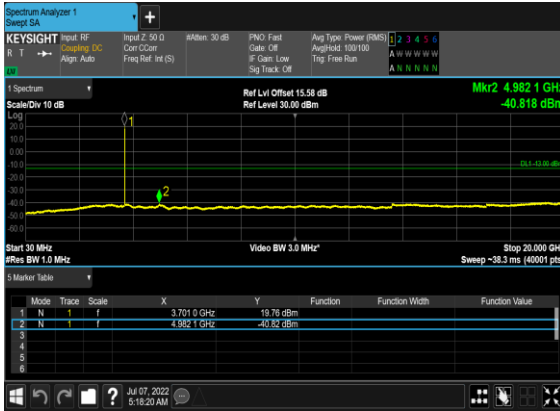 Spectrum Analyzer 1
Swept SA
+
KEYSIGHT Input: RF Input Z: 50 Ω #Atten: 30 dB PNO: Fast Avg Type: Power (RMS) 1 2 3 4 5 6
R T Coupling: DC Corr CCorr Gate: Off Avg|Hold: 100/100 A W W W W W
Align: Auto Freq Ref: Int (S) IF Gain: Low Trig: Free Run
Sig Track: Off A N N N N N
1 Spectrum Ref Lvl Offset 15.58 dB Mkr2 4.982 1 GHz
Scale/Div 10 dB Ref Level 30.00 dBm -40.818 dBm
Log
20.0
10.0
0.00
-10.0
-20.0
-30.0
-40.0
-50.0
-60.0
1
2
DL1 -13.00 dBm
Start 30 MHz Video BW 3.0 MHz* Stop 20.000 GHz
#Res BW 1.0 MHz Sweep ~38.3 ms (40001 pts)
5 Marker Table
Mode Trace Scale X Y Function Function Width Function Value
1 N 1 f 3.701 0 GHz 19.76 dBm
2 N 1 f 4.982 1 GHz -40.82 dBm
3
4
5
6
? Jul 07, 2022
5:18:20 AM